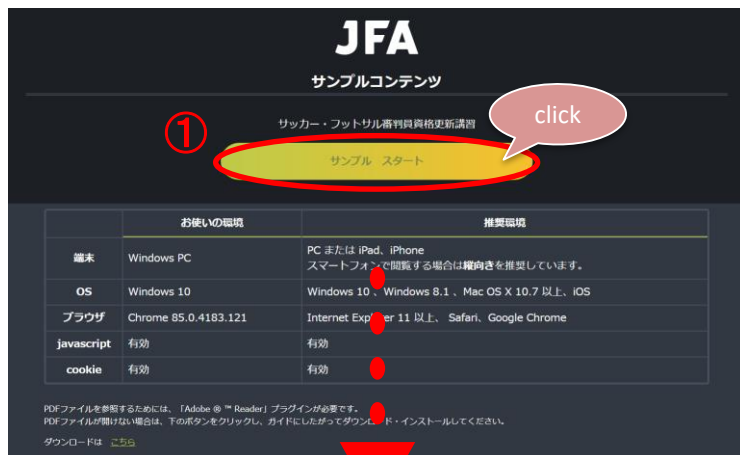 JFA
サンプルコンテンツ
サッカー・フットサル審判員資格更新講習
①
click
サンプル スタート
お使いの環境 推奨環境
端末 Windows PC PC または iPad、iPhone
スマートフォンで閲覧する場合は縦向きを推奨しています。
OS Windows 10 Windows 10 、Windows 8.1 、Mac OS X 10.7 以上、iOS
ブラウザ Chrome 85.0.4183.121 Internet Explorer 11 以上、 Safari、Google Chrome
javascript 有効 有効
cookie 有効 有効
PDFファイルを参照するためには、「Adobe ® ™ Reader」プラグインが必要です。
PDFファイルが開けない場合は、下のボタンをクリックし、ガイドにしたがってダウンロード・インストールしてください。
ダウンロードは こちら